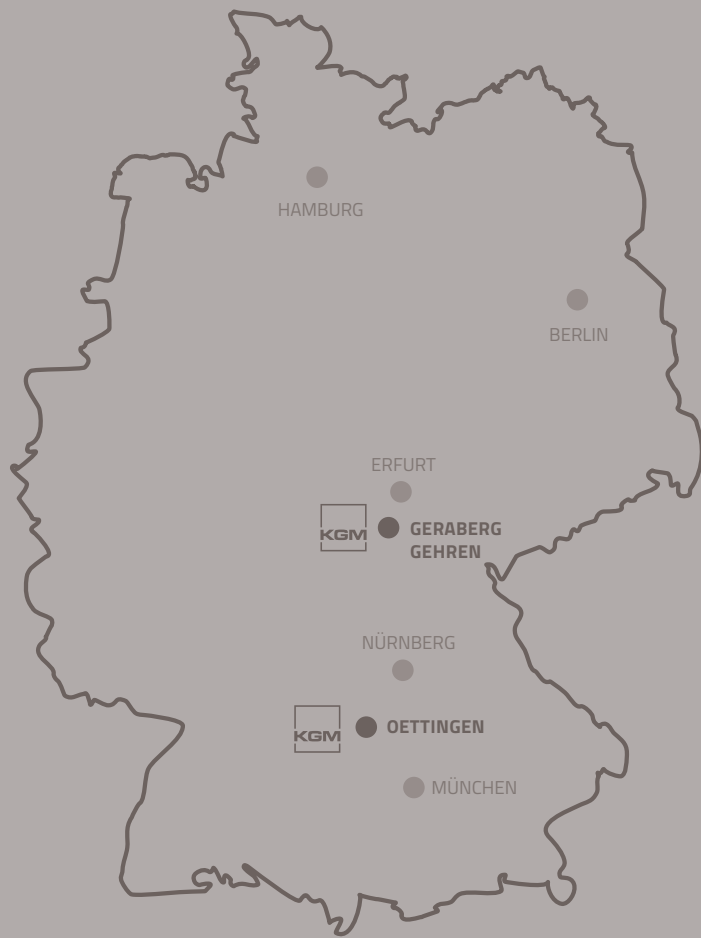 HAMBURG
BERLIN
ERFURT
KGM
GERABERG
GEHREN
NÜRNBERG
KGM
OETTINGEN
MÜNCHEN